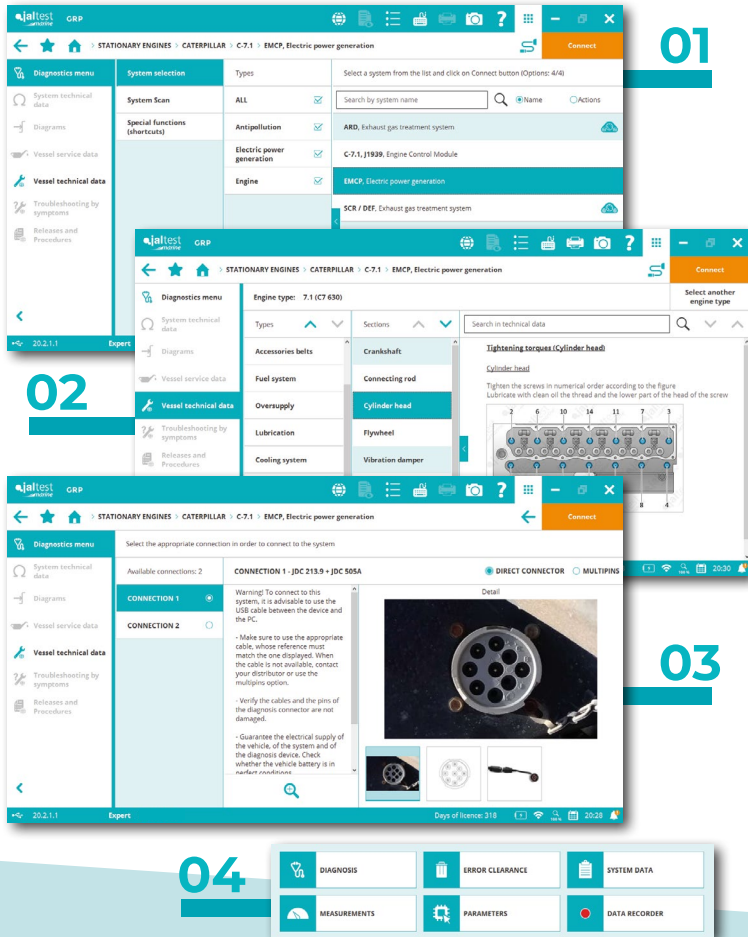 jaltest marine GRP
STATIONARY ENGINES > CATERPILLAR > C-7.1 > EMCP, Electric power generation
Connect
01
Diagnostics menu
System technical data
Diagrams
Vessel service data
Vessel technical data
Troubleshooting by symptoms
Releases and Procedures
System selection
System Scan
Special functions (shortcuts)
Types
ALL
Antipollution
Electric power generation
Engine
Select a system from the list and click on Connect button (Options: 4/4)
Search by system name
Name
Actions
ARD, Exhaust gas treatment system
C-7.1, J1939, Engine Control Module
EMCP, Electric power generation
SCR / DEF, Exhaust gas treatment system
20.2.1.1
Expert
02
jaltest marine GRP
STATIONARY ENGINES > CATERPILLAR > C-7.1 > EMCP, Electric power generation
Connect
Diagnostics menu
System technical data
Diagrams
Vessel service data
Vessel technical data
Troubleshooting by symptoms
Releases and Procedures
Engine type: 7.1 (C7 630)
Select another engine type
Types
Accessories belts
Fuel system
Oversupply
Lubrication
Cooling system
Sections
Crankshaft
Connecting rod
Cylinder head
Flywheel
Vibration damper
Search in technical data
Tightening torques (Cylinder head)
Cylinder head
Tighten the screws in numerical order according to the figure
Lubricate with clean oil the thread and the lower part of the head of the screw
2 6 10 14 11 7 3
8 4
100%
20:30
03
jaltest marine GRP
STATIONARY ENGINES > CATERPILLAR > C-7.1 > EMCP, Electric power generation
Connect
Diagnostics menu
System technical data
Diagrams
Vessel service data
Vessel technical data
Troubleshooting by symptoms
Releases and Procedures
Select the appropriate connection in order to connect to the system
Available connections: 2
CONNECTION 1
CONNECTION 2
CONNECTION 1 - JDC 213.9 + JDC 505A
DIRECT CONNECTOR
MULTIPINS
Warning! To connect to this
system, it is advisable to use the
USB cable between the device and
the PC.
- Make sure to use the appropriate
cable, whose reference must
match the one displayed. When
the cable is not available, contact
your distributor or use the
multipins option.
- Verify the cables and the pins of
the diagnosis connector are not
damaged.
- Guarantee the electrical supply of
the vehicle, of the system and of
the diagnosis device. Check
whether the vehicle battery is in
perfect conditions
Detail
20.2.1.1
Expert
Days of licence: 318
100%
20:28
04
DIAGNOSIS
ERROR CLEARANCE
SYSTEM DATA
MEASUREMENTS
PARAMETERS
DATA RECORDER